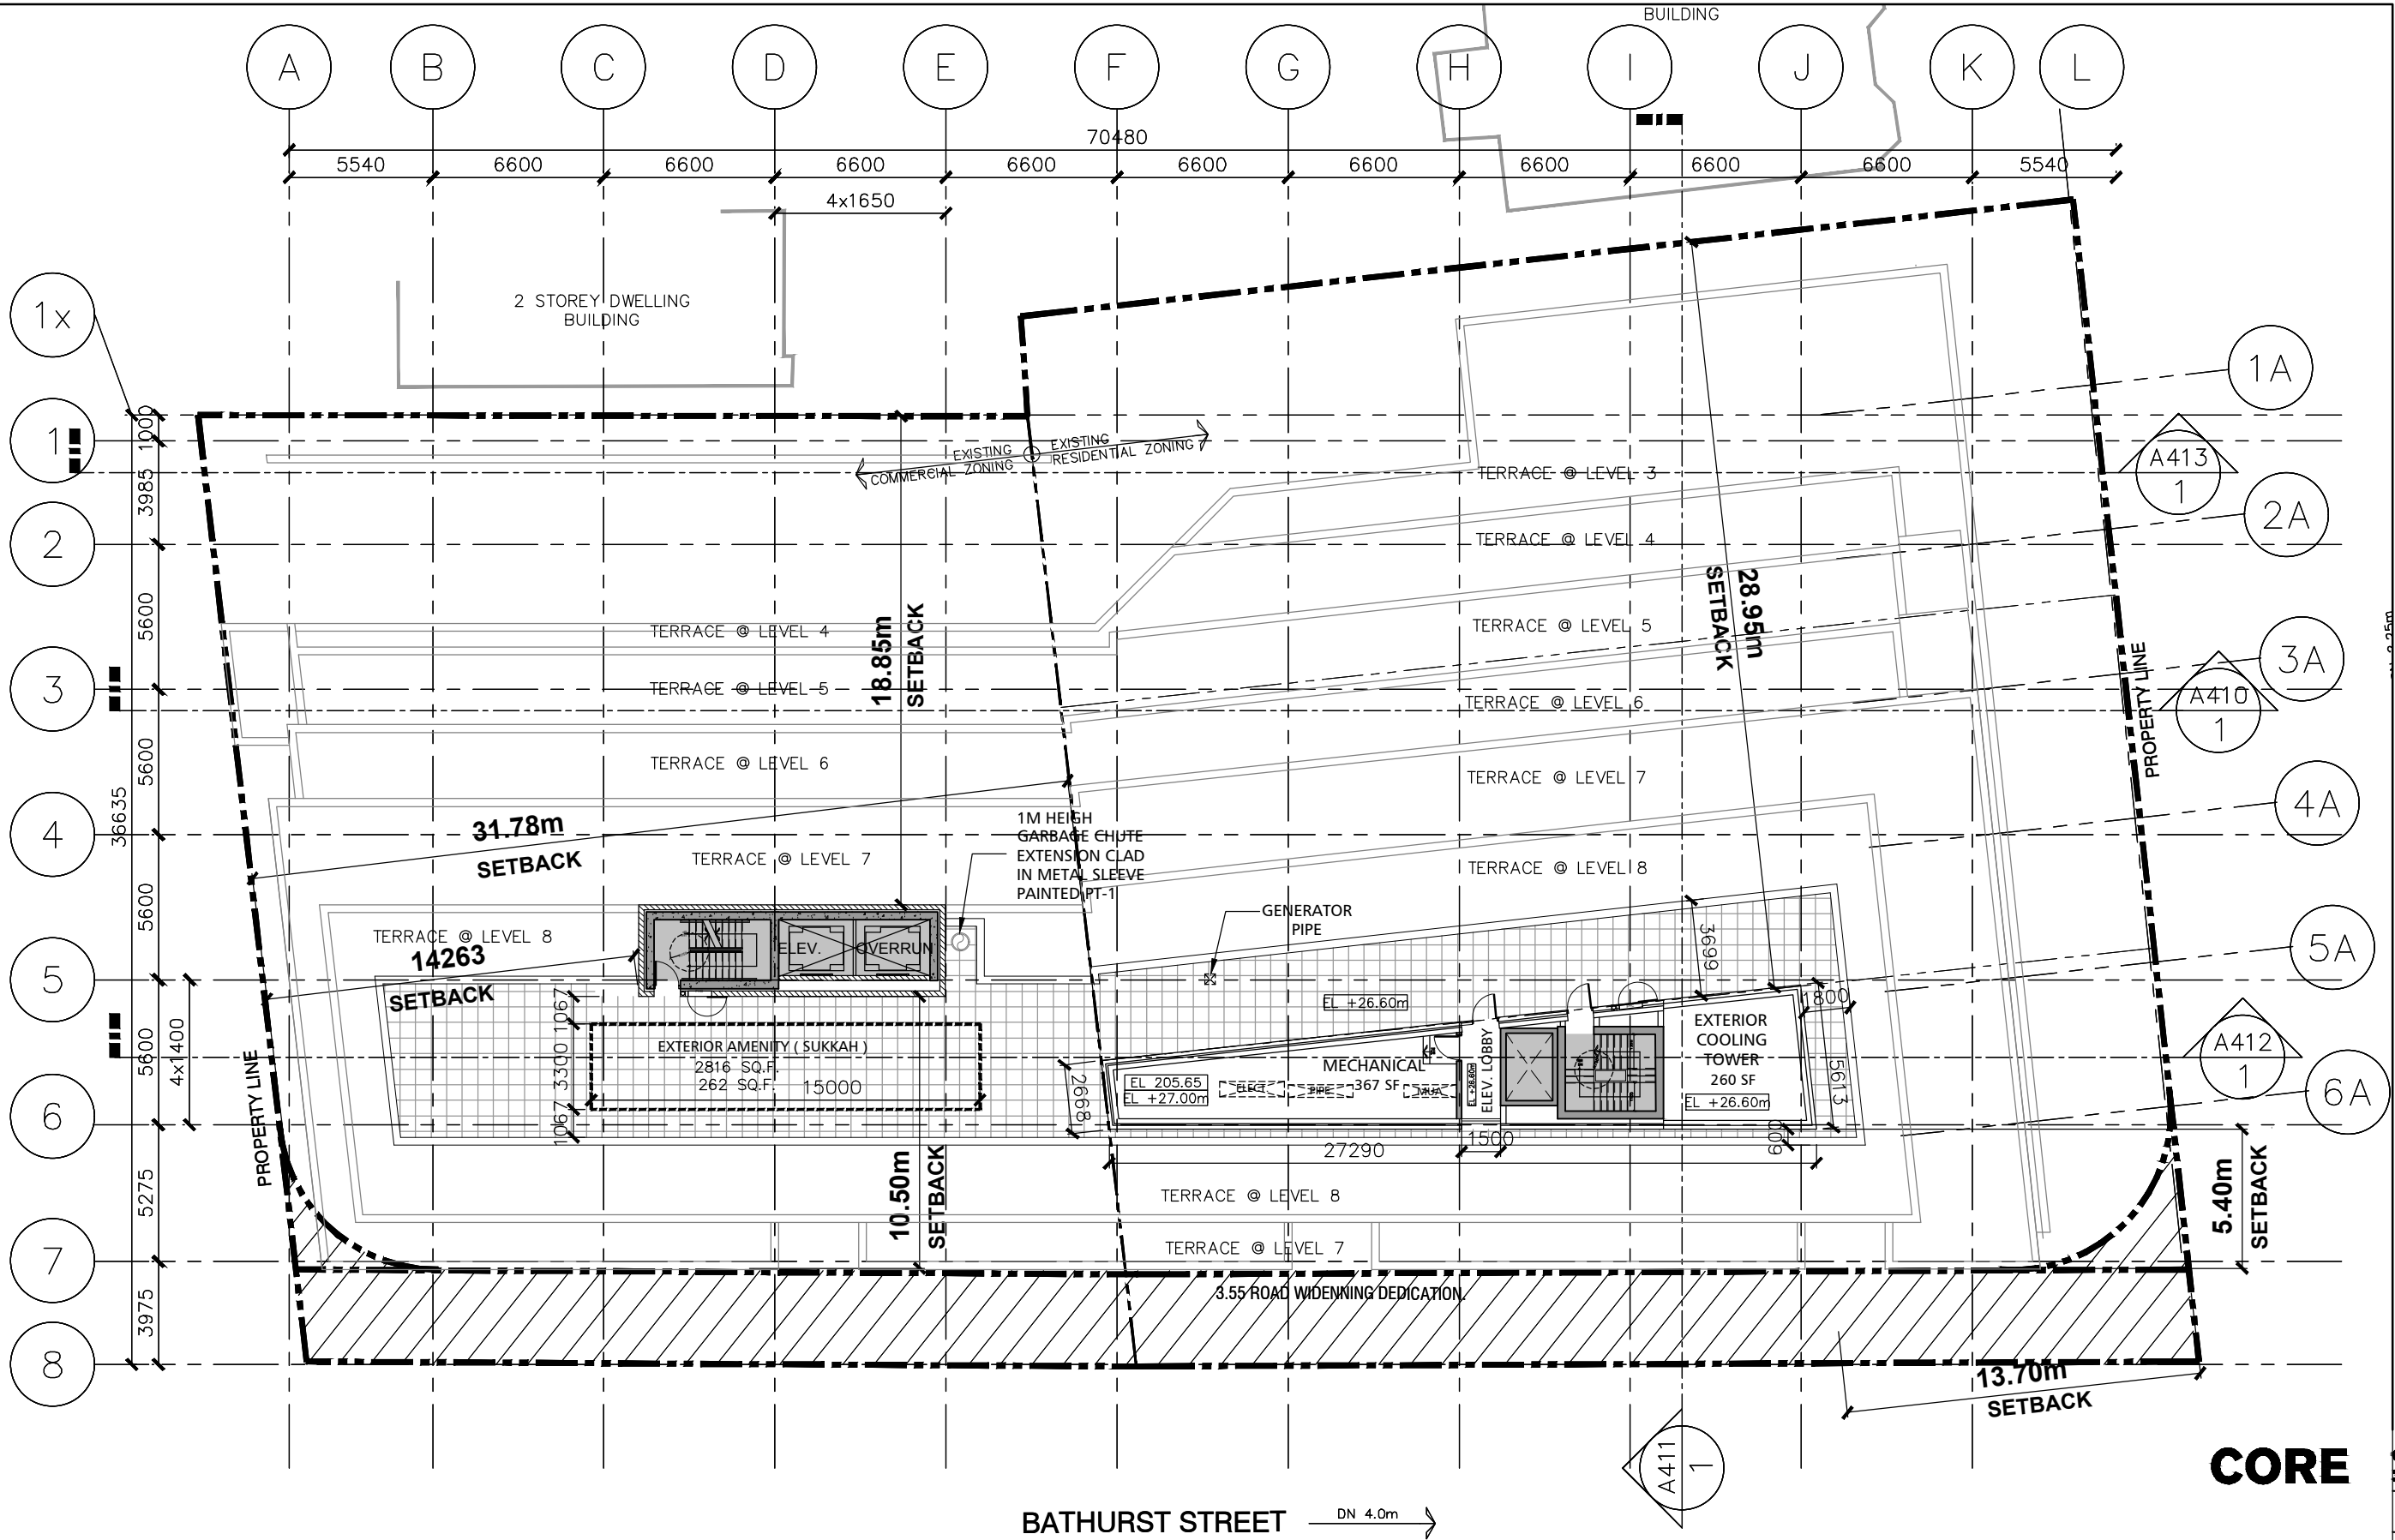 BUILDING
A
B
C
D
E
F
G
H
I
J
K
L
70480
5540
6600
6600
6600
6600
6600
6600
6600
6600
6600
5540
4x1650
2 STOREY DWELLING
BUILDING
1x
1
2
3
4
5
6
7
8
1000
3985
5600
5600
5600
5600
5275
3975
36635
4x1400
1A
2A
3A
4A
5A
6A
A413
1
A410
1
A412
1
A411
1
EXISTING
COMMERCIAL ZONING
EXISTING
RESIDENTIAL ZONING
TERRACE @ LEVEL 3
TERRACE @ LEVEL 4
TERRACE @ LEVEL 5
TERRACE @ LEVEL 6
TERRACE @ LEVEL 7
TERRACE @ LEVEL 8
TERRACE @ LEVEL 4
TERRACE @ LEVEL 5
TERRACE @ LEVEL 6
TERRACE @ LEVEL 7
TERRACE @ LEVEL 8
18.85m
SETBACK
28.95m
SETBACK
31.78m
SETBACK
14263
SETBACK
1M HEIGH
GARBAGE CHUTE
EXTENSION CLAD
IN METAL SLEEVE
PAINTED PT-1
GENERATOR
PIPE
ELEV.
OVERRUN
3699
1800
EL +26.60m
EXTERIOR
COOLING
TOWER
260 SF
EL +26.60m
5613
600
MECHANICAL
367 SF
EL 205.65
EL +27.00m
ELECT
PIPE
MUA
ELEV. LOBBY
EL +26.60m
2668
1500
27290
1067
3300
1067
EXTERIOR AMENITY ( SUKKAH )
2816 SQ.F.
262 SQ.F.
15000
10.50m
SETBACK
5.40m
SETBACK
TERRACE @ LEVEL 8
TERRACE @ LEVEL 7
3.55 ROAD WIDENNING DEDICATION.
13.70m
SETBACK
PROPERTY LINE
PROPERTY LINE
CORE
BATHURST STREET
DN 4.0m